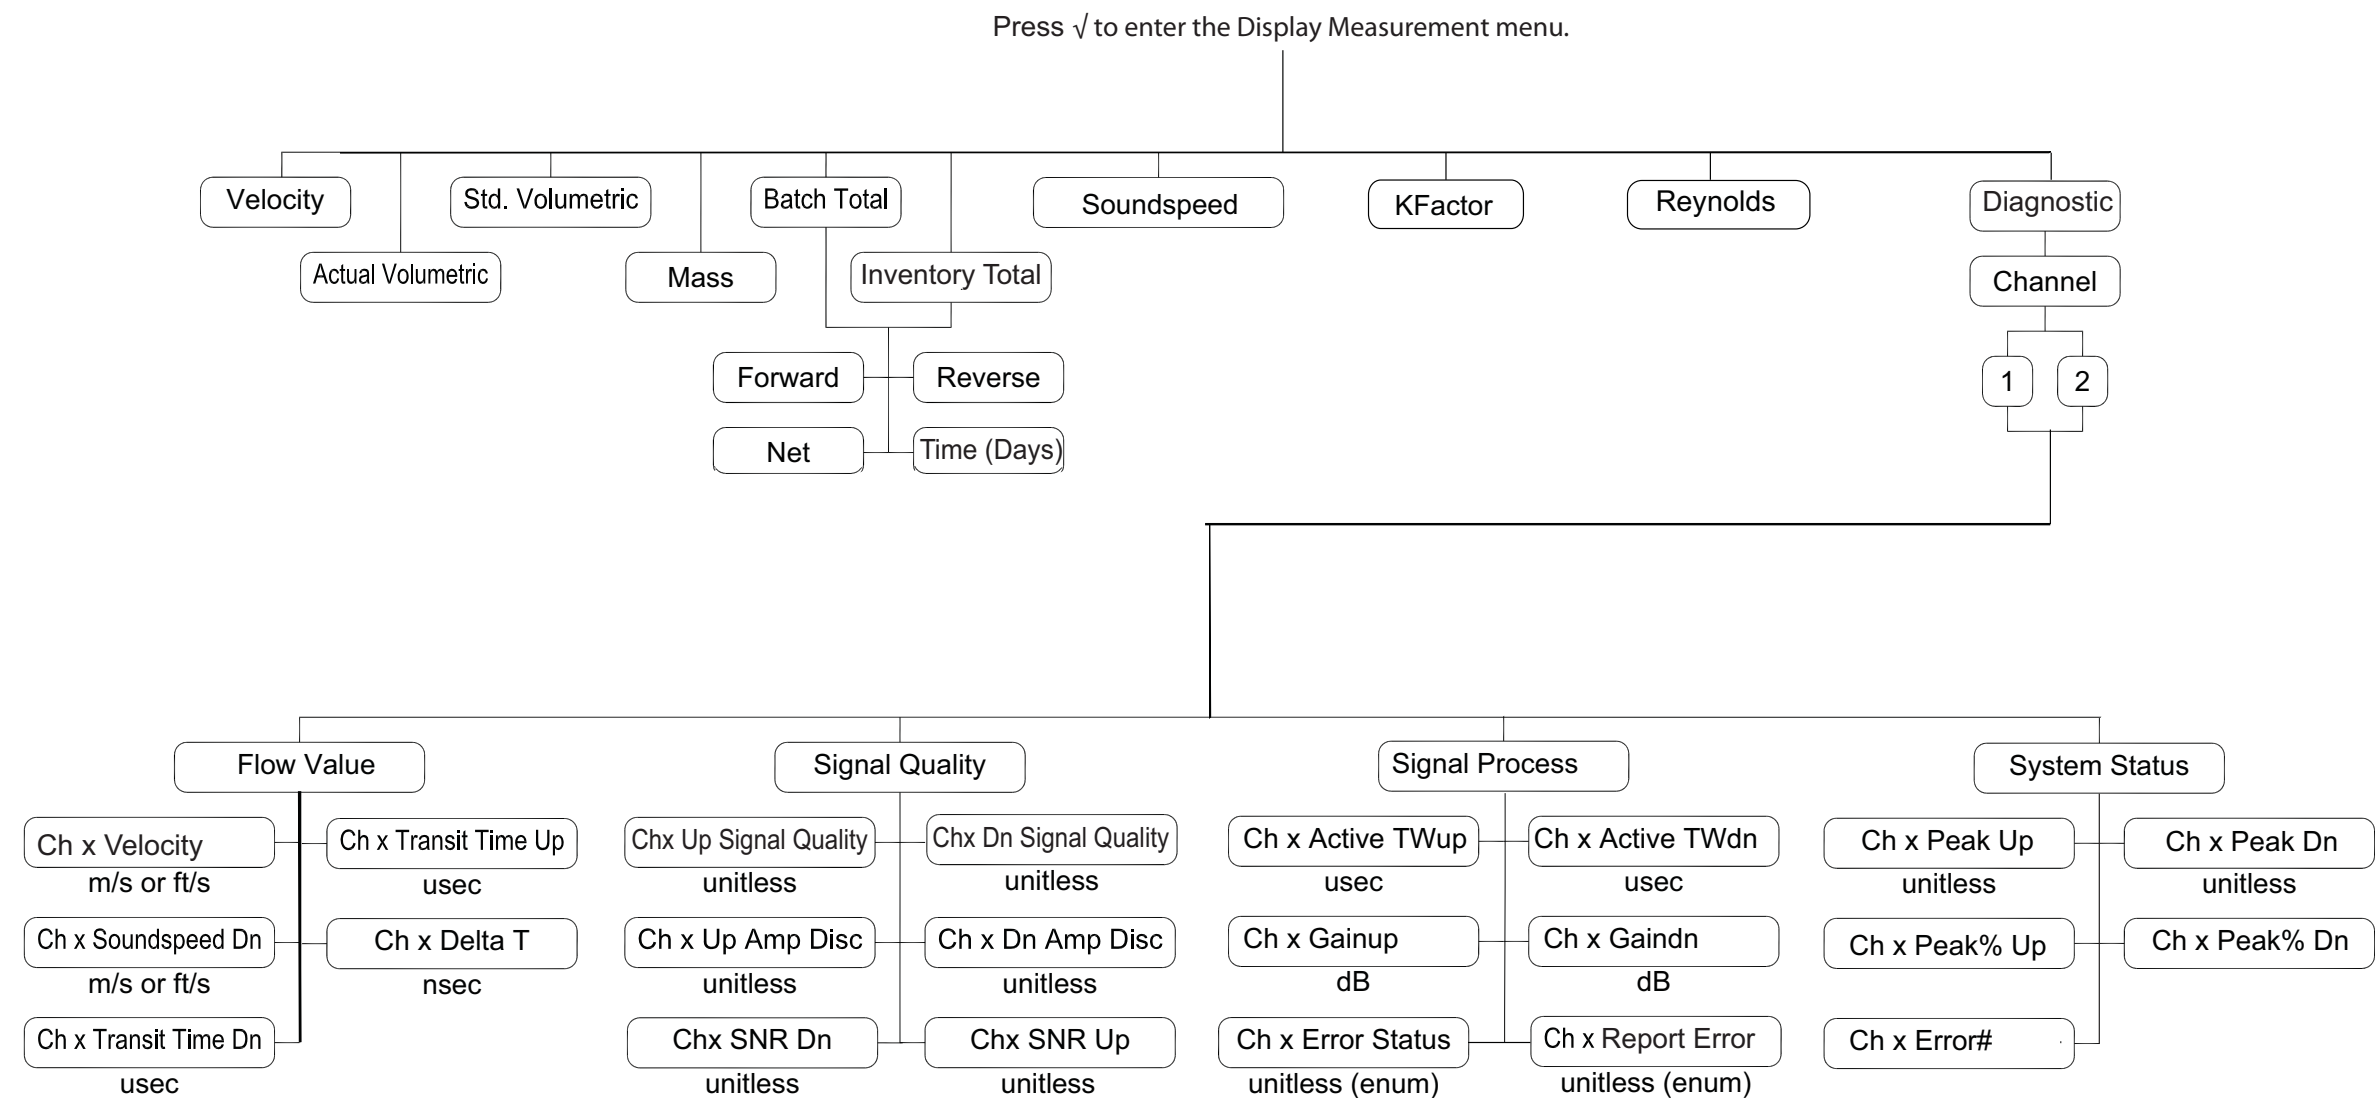 Press √ to enter the Display Measurement menu.
Velocity
Std. Volumetric
Batch Total
Soundspeed
KFactor
Reynolds
Diagnostic
Actual Volumetric
Mass
Inventory Total
Channel
Forward
Reverse
1
2
Net
Time (Days)
Flow Value
Signal Quality
Signal Process
System Status
Ch x Velocity
m/s or ft/s
Ch x Transit Time Up
usec
Ch x Soundspeed Dn
m/s or ft/s
Ch x Delta T
nsec
Ch x Transit Time Dn
usec
Chx Up Signal Quality
unitless
Chx Dn Signal Quality
unitless
Ch x Up Amp Disc
unitless
Ch x Dn Amp Disc
unitless
Chx SNR Dn
unitless
Chx SNR Up
unitless
Ch x Active TWup
usec
Ch x Active TWdn
usec
Ch x Gainup
dB
Ch x Gaindn
dB
Ch x Error Status
unitless (enum)
Ch x Report Error
unitless (enum)
Ch x Peak Up
unitless
Ch x Peak Dn
unitless
Ch x Peak% Up
Ch x Peak% Dn
Ch x Error#